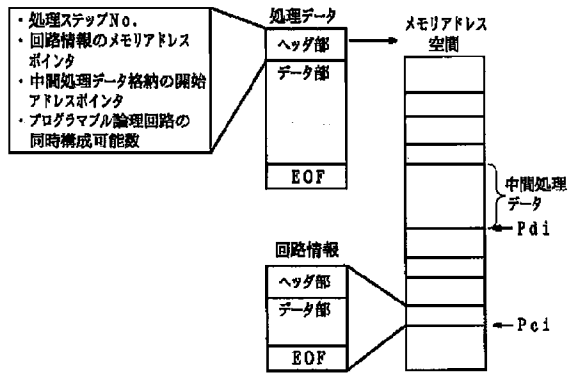 ・処理ステップNo.
・回路情報のメモリアドレス
ポインタ
・中間処理データ格納の開始
アドレスポインタ
・プログラマブル論理回路の
同時構成可能数
処理データ
ヘッダ部
データ部
EOF
メモリアドレス
空間
中間処理
データ
Pdi
回路情報
ヘッダ部
データ部
EOF
Pci